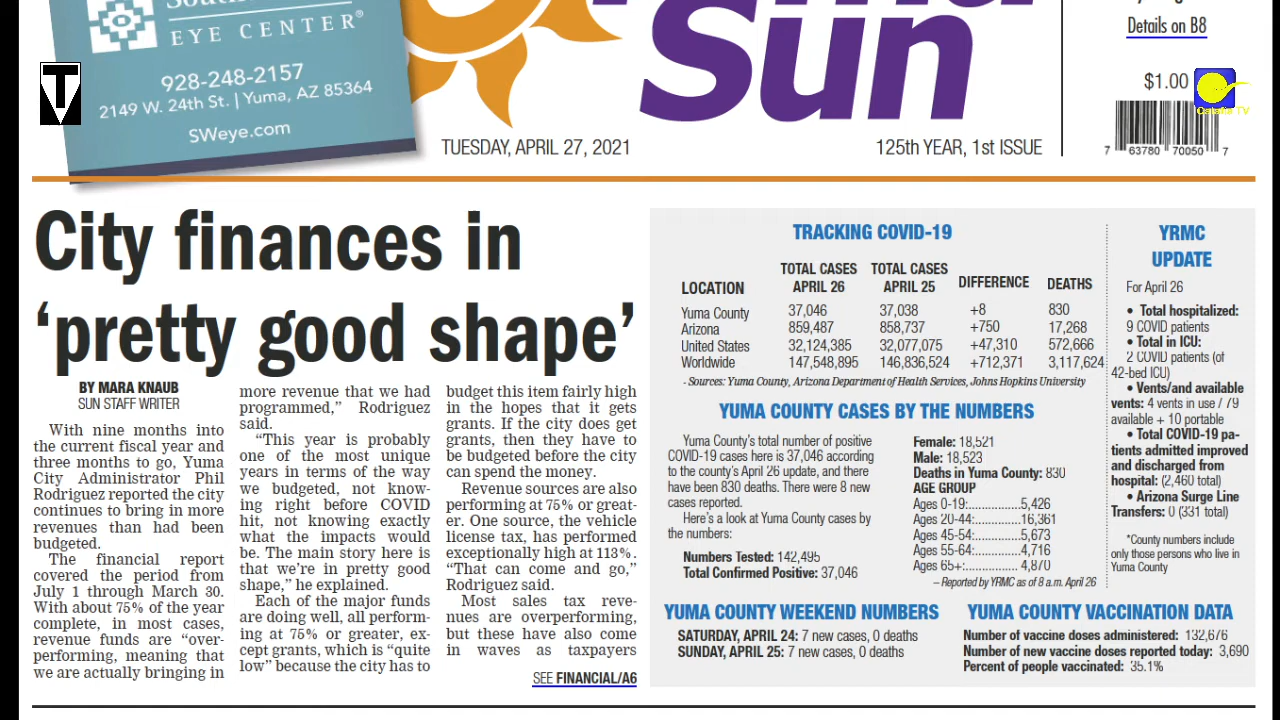 EYE CENTER®
928-248-2157
2149 W. 24th St. | Yuma, AZ 85364
SWeye.com
Sun
Details on B8
$1.00
T
Ostafar TV
7 63780 70050 7
TUESDAY, APRIL 27, 2021
125th YEAR, 1st ISSUE
City finances in
‘pretty good shape’
BY MARA KNAUB
SUN STAFF WRITER
With nine months into
the current fiscal year and
three months to go, Yuma
City Administrator Phil
Rodriguez reported the city
continues to bring in more
revenues than had been
budgeted.
The financial report
covered the period from
July 1 through March 30.
With about 75% of the year
complete, in most cases,
revenue funds are “over-
performing, meaning that
we are actually bringing in
more revenue that we had
programmed,” Rodriguez
said.
“This year is probably
one of the most unique
years in terms of the way
we budgeted, not know-
ing right before COVID
hit, not knowing exactly
what the impacts would
be. The main story here is
that we’re in pretty good
shape,” he explained.
Each of the major funds
are doing well, all perform-
ing at 75% or greater, ex-
cept grants, which is “quite
low” because the city has to
budget this item fairly high
in the hopes that it gets
grants. If the city does get
grants, then they have to
be budgeted before the city
can spend the money.
Revenue sources are also
performing at 75% or great-
er. One source, the vehicle
license tax, has performed
exceptionally high at 113%.
“That can come and go,”
Rodriguez said.
Most sales tax reve-
nues are overperforming,
but these have also come
in waves as taxpayers
SEE FINANCIAL/A6
TRACKING COVID-19
LOCATION TOTAL CASES APRIL 26 TOTAL CASES APRIL 25 DIFFERENCE DEATHS
Yuma County 37,046 37,038 +8 830
Arizona 859,487 858,737 +750 17,268
United States 32,124,385 32,077,075 +47,310 572,666
Worldwide 147,548,895 146,836,524 +712,371 3,117,624
- Sources: Yuma County, Arizona Department of Health Services, Johns Hopkins University
YUMA COUNTY CASES BY THE NUMBERS
Yuma County’s total number of positive
COVID-19 cases here is 37,046 according
to the county’s April 26 update, and there
have been 830 deaths. There were 8 new
cases reported.
Here’s a look at Yuma County cases by
the numbers:
Numbers Tested: 142,495
Total Confirmed Positive: 37,046
Female: 18,521
Male: 18,523
Deaths in Yuma County: 830
AGE GROUP
Ages 0-19:...............5,426
Ages 20-44:.............16,361
Ages 45-54:.............5,673
Ages 55-64:.............4,716
Ages 65+:................4,870
– Reported by YRMC as of 8 a.m. April 26
YUMA COUNTY WEEKEND NUMBERS
SATURDAY, APRIL 24: 7 new cases, 0 deaths
SUNDAY, APRIL 25: 7 new cases, 0 deaths
YUMA COUNTY VACCINATION DATA
Number of vaccine doses administered: 132,676
Number of new vaccine doses reported today: 3,690
Percent of people vaccinated: 35.1%
YRMC
UPDATE
For April 26
• Total hospitalized:
9 COVID patients
• Total in ICU:
2 COVID patients (of
42-bed ICU)
• Vents/and available
vents: 4 vents in use / 79
available + 10 portable
• Total COVID-19 pa-
tients admitted improved
and discharged from
hospital: (2,460 total)
• Arizona Surge Line
Transfers: 0 (331 total)
*County numbers include
only those persons who live in
Yuma County